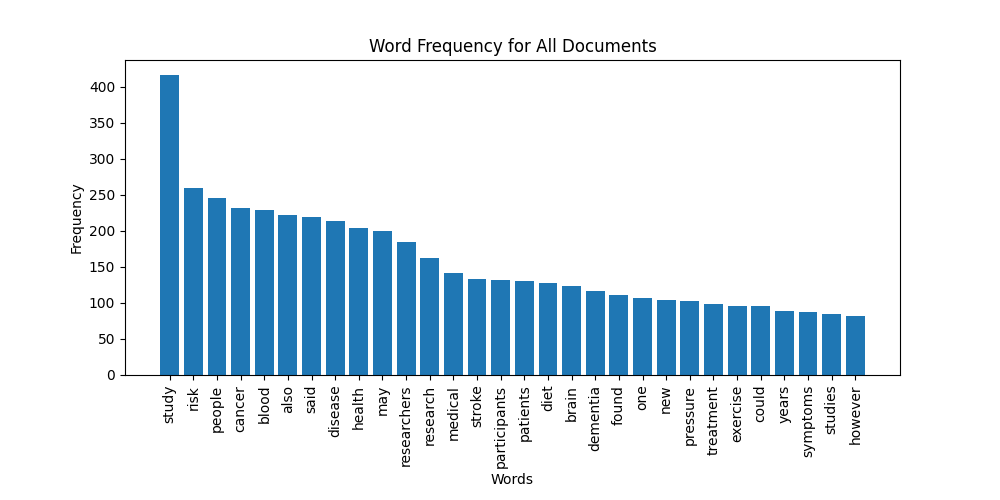 Word Frequency for All Documents
Frequency
400
350
300
250
200
150
100
50
0
study
risk
people
cancer
blood
also
said
disease
health
may
researchers
research
medical
stroke
participants
patients
diet
brain
dementia
found
one
new
pressure
treatment
exercise
could
years
symptoms
studies
however
Words